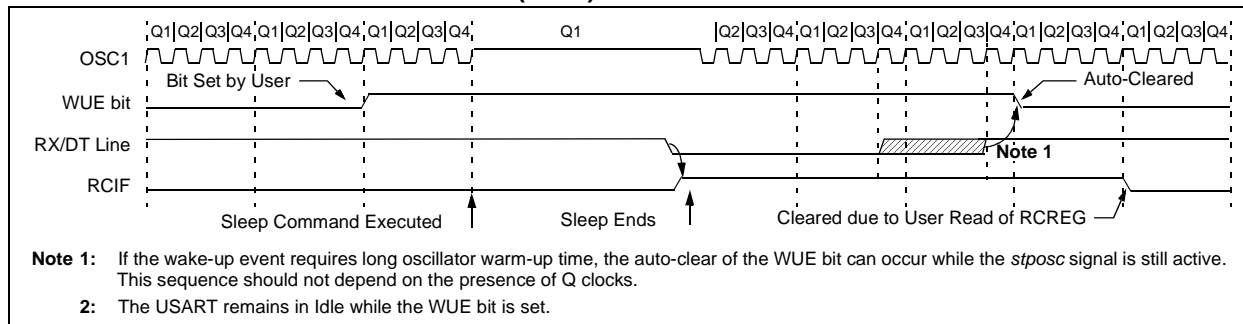 Q1 Q2 Q3 Q4 Q1 Q2 Q3 Q4 Q1 Q2 Q3 Q4 Q1 Q2 Q3 Q4 Q1 Q2 Q3 Q4 Q1 Q2 Q3 Q4 Q1 Q2 Q3 Q4
OSC1
Bit Set by User
Auto-Cleared
WUE bit
RX/DT Line
Note 1
RCIF
Sleep Command Executed
Sleep Ends
Cleared due to User Read of RCREG
Note 1: If the wake-up event requires long oscillator warm-up time, the auto-clear of the WUE bit can occur while the stposc signal is still active.
This sequence should not depend on the presence of Q clocks.
2: The USART remains in Idle while the WUE bit is set.